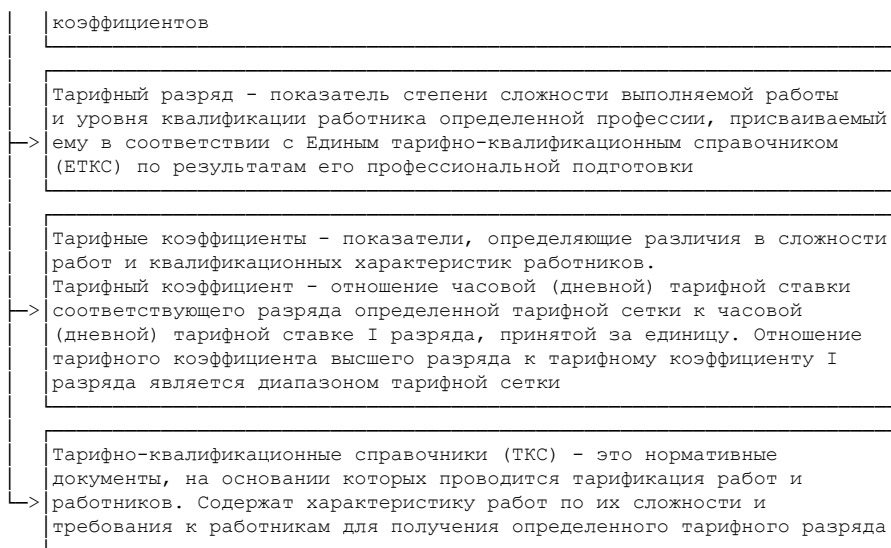 коэффициентов
Тарифный разряд - показатель степени сложности выполняемой работы
и уровня квалификации работника определенной профессии, присваиваемый
ему в соответствии с Единым тарифно-квалификационным справочником
(ЕТКС) по результатам его профессиональной подготовки
Тарифные коэффициенты - показатели, определяющие различия в сложности
работ и квалификационных характеристик работников.
Тарифный коэффициент - отношение часовой (дневной) тарифной ставки
соответствующего разряда определенной тарифной сетки к часовой
(дневной) тарифной ставке I разряда, принятой за единицу. Отношение
тарифного коэффициента высшего разряда к тарифному коэффициенту I
разряда является диапазоном тарифной сетки
Тарифно-квалификационные справочники (ТКС) - это нормативные
документы, на основании которых проводится тарификация работ и
работников. Содержат характеристику работ по их сложности и
требования к работникам для получения определенного тарифного разряда